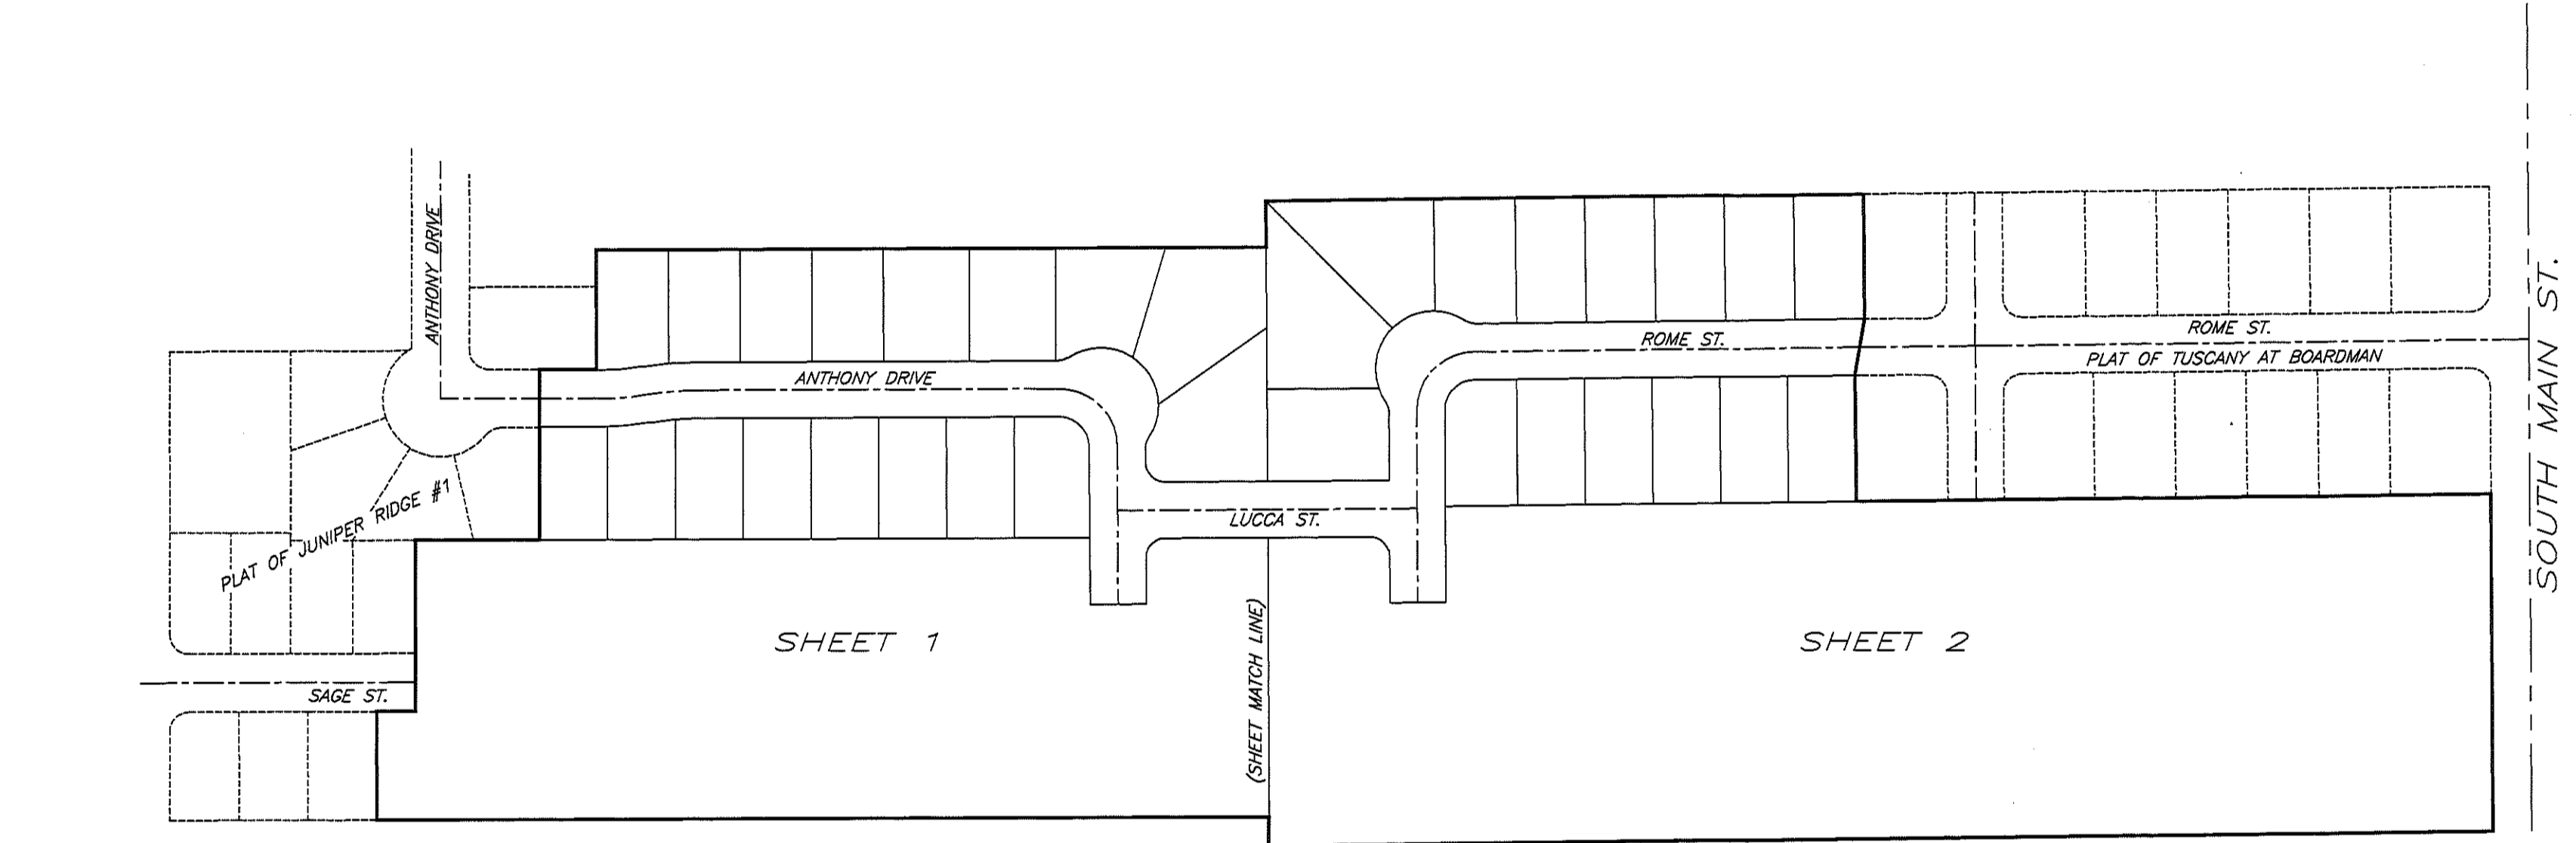 ANTHONY DRIVE
SOUTH MAIN ST.
ROME ST.
ROME ST.
PLAT OF TUSCANY AT BOARDMAN
ANTHONY DRIVE
PLAT OF JUNIPER RIDGE #1
LUCCA ST.
SHEET 1
(SHEET MATCH LINE)
SHEET 2
SAGE ST.